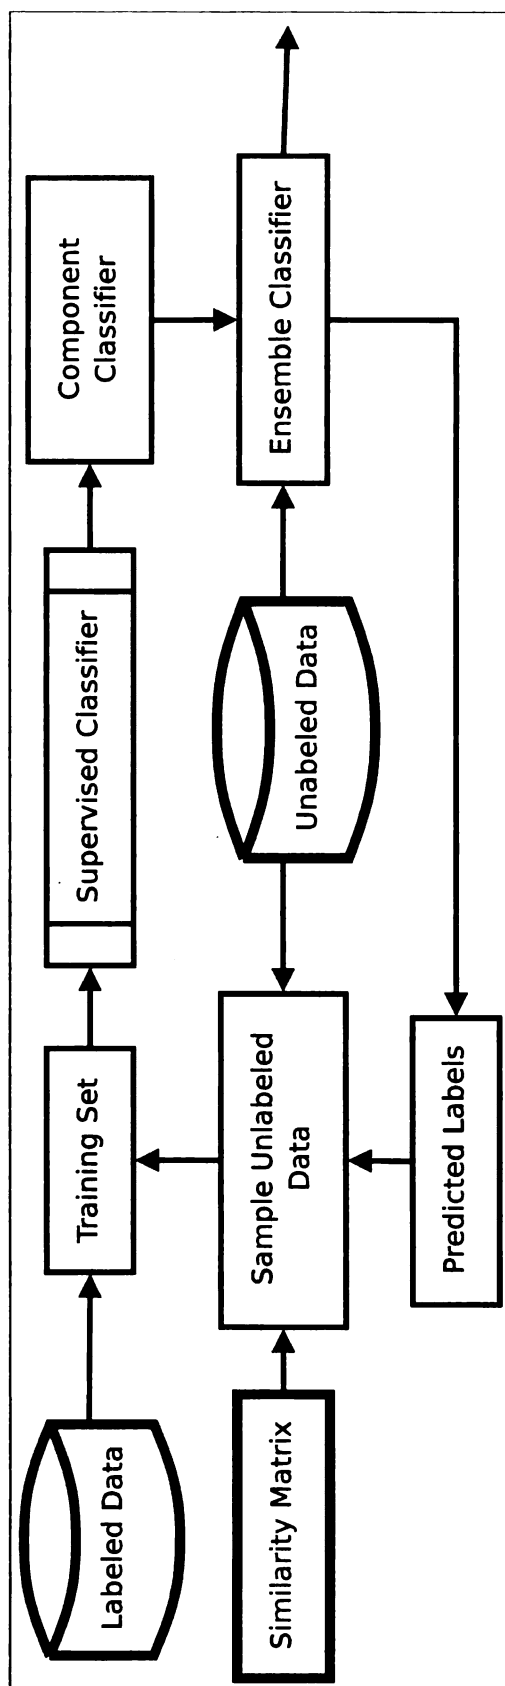 Labeled Data
Training Set
Supervised Classifier
Component
Classifier
Similarity Matrix
Sample Unlabeled
Data
Unabeled Data
Ensemble Classifier
Predicted Labels